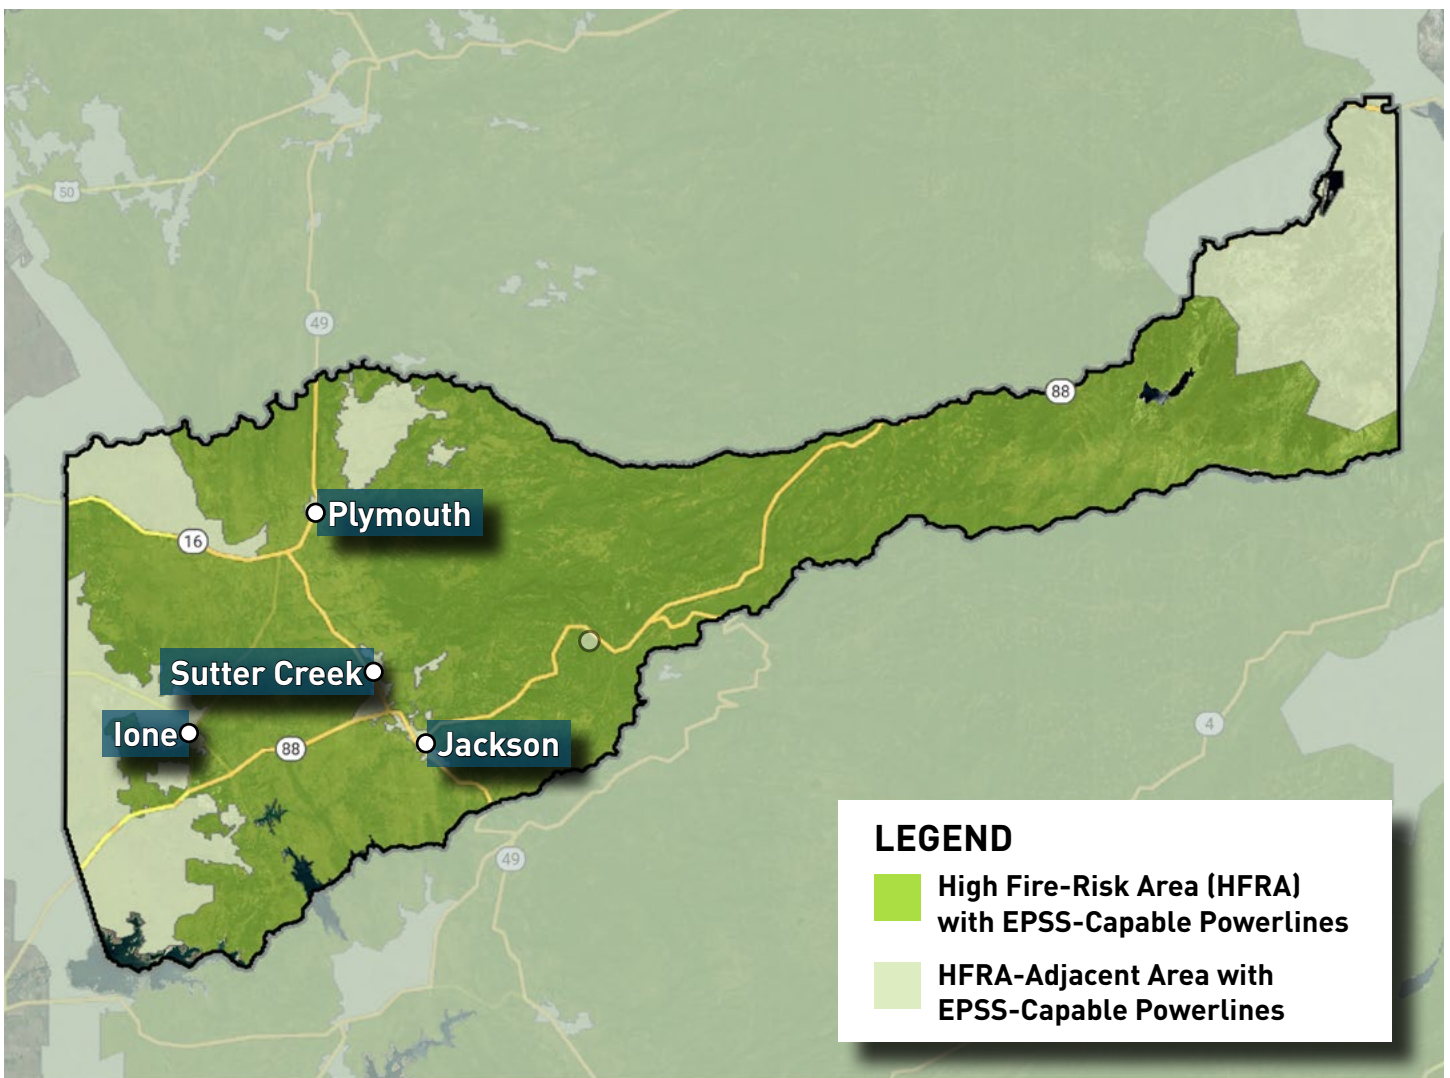 50
49
88
Plymouth
16
Sutter Creek
Ione
88
Jackson
4
49
LEGEND
High Fire-Risk Area (HFRA)
with EPSS-Capable Powerlines
HFRA-Adjacent Area with
EPSS-Capable Powerlines